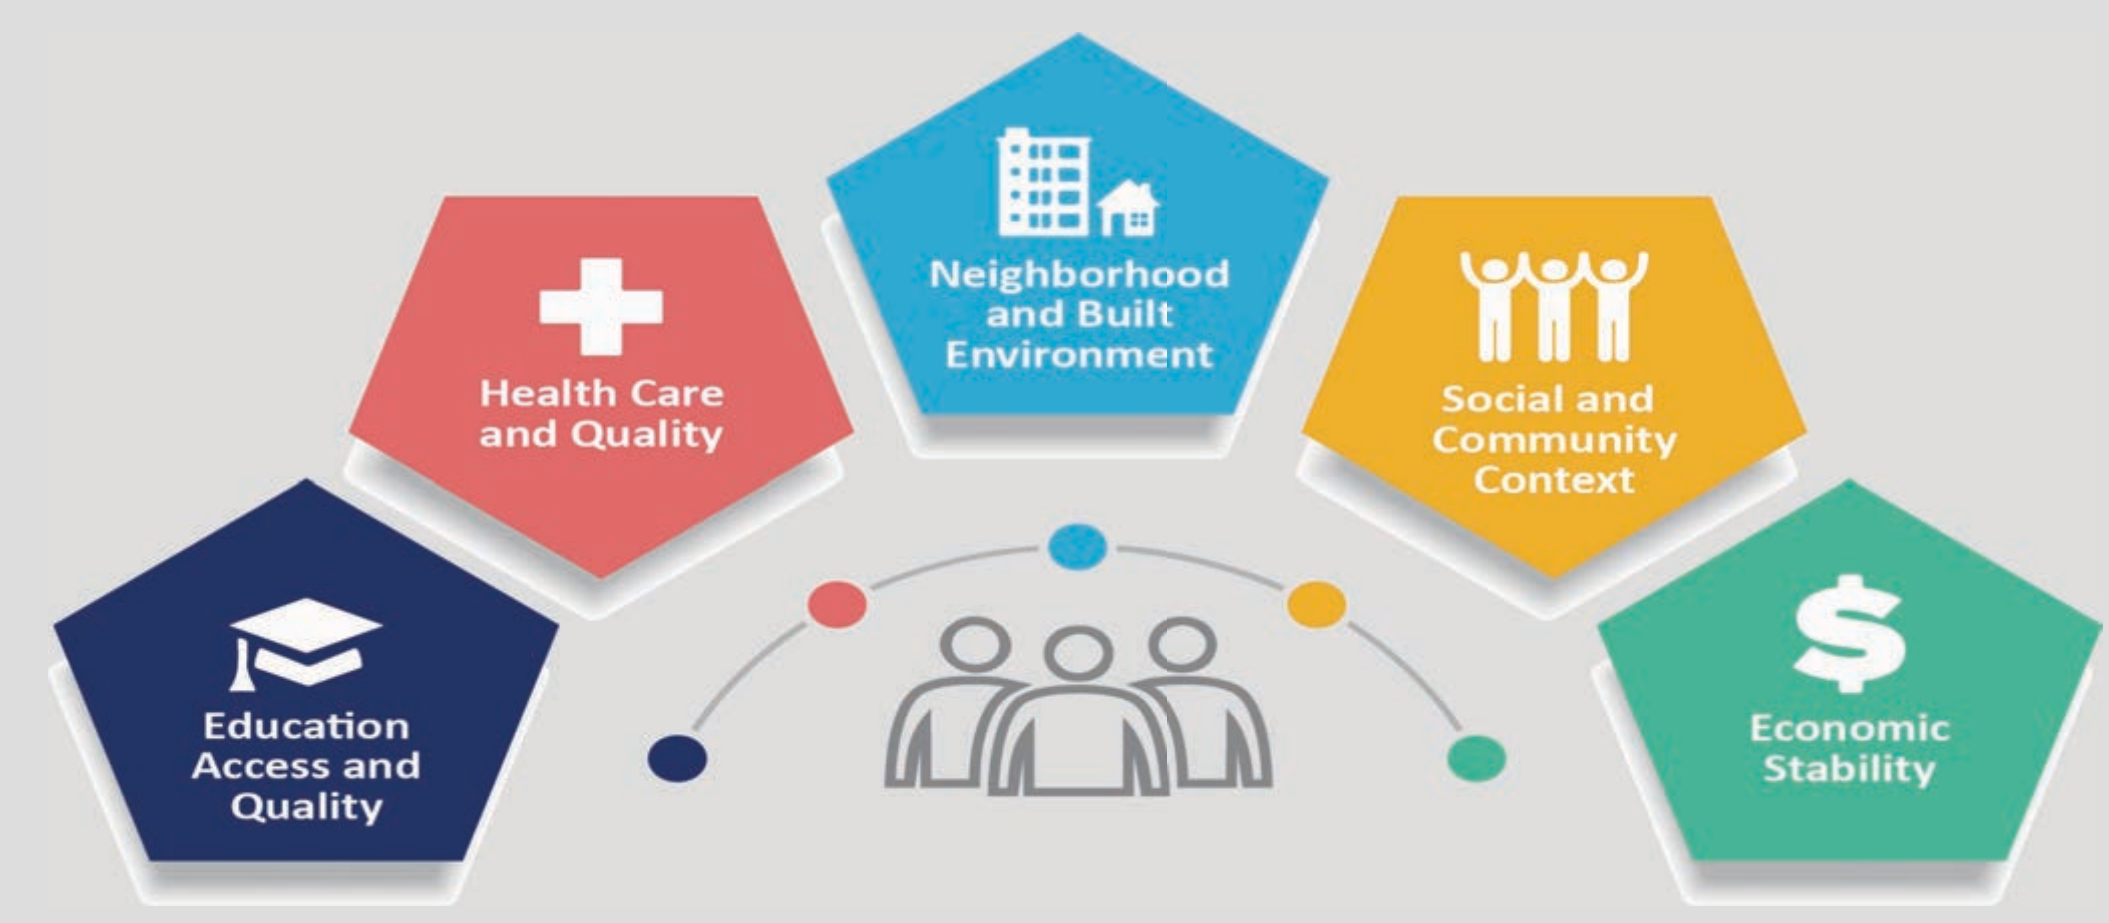 Education
Access and
Quality
Health Care
and Quality
Neighborhood
and Built
Environment
Social and
Community
Context
Economic
Stability